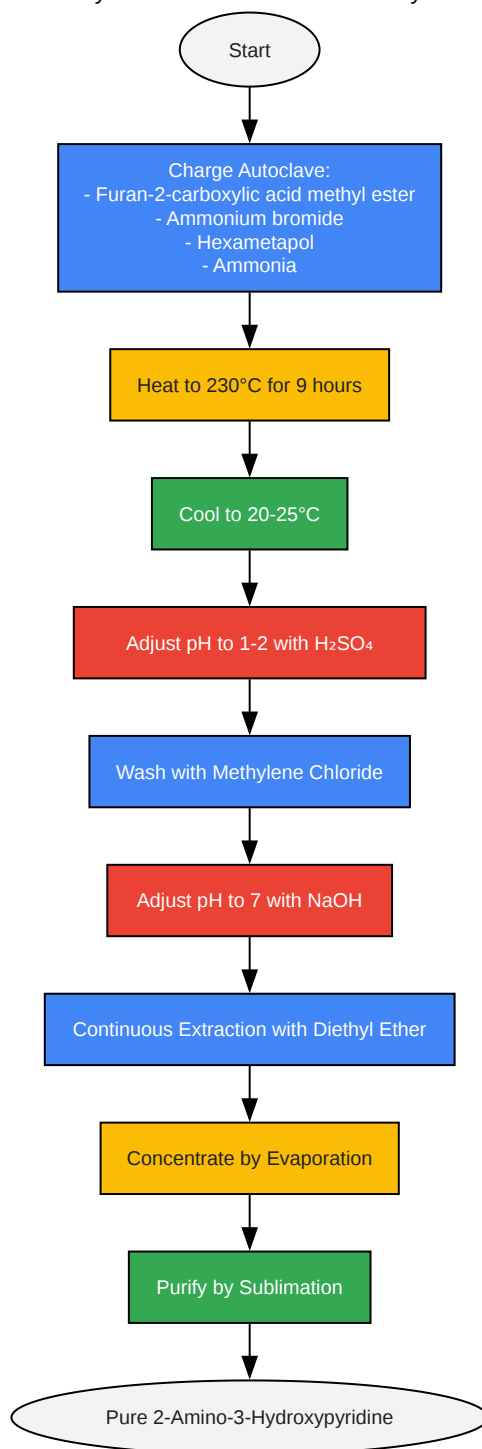 Start
Charge Autoclave:
- Furan-2-carboxylic acid methyl ester
- Ammonium bromide
- Hexametapol
- Ammonia
Heat to 230°C for 9 hours
Cool to 20-25°C
Adjust pH to 1-2 with H₂SO₄
Wash with Methylene Chloride
Adjust pH to 7 with NaOH
Continuous Extraction with Diethyl Ether
Concentrate by Evaporation
Purify by Sublimation
Pure 2-Amino-3-Hydroxypyridine